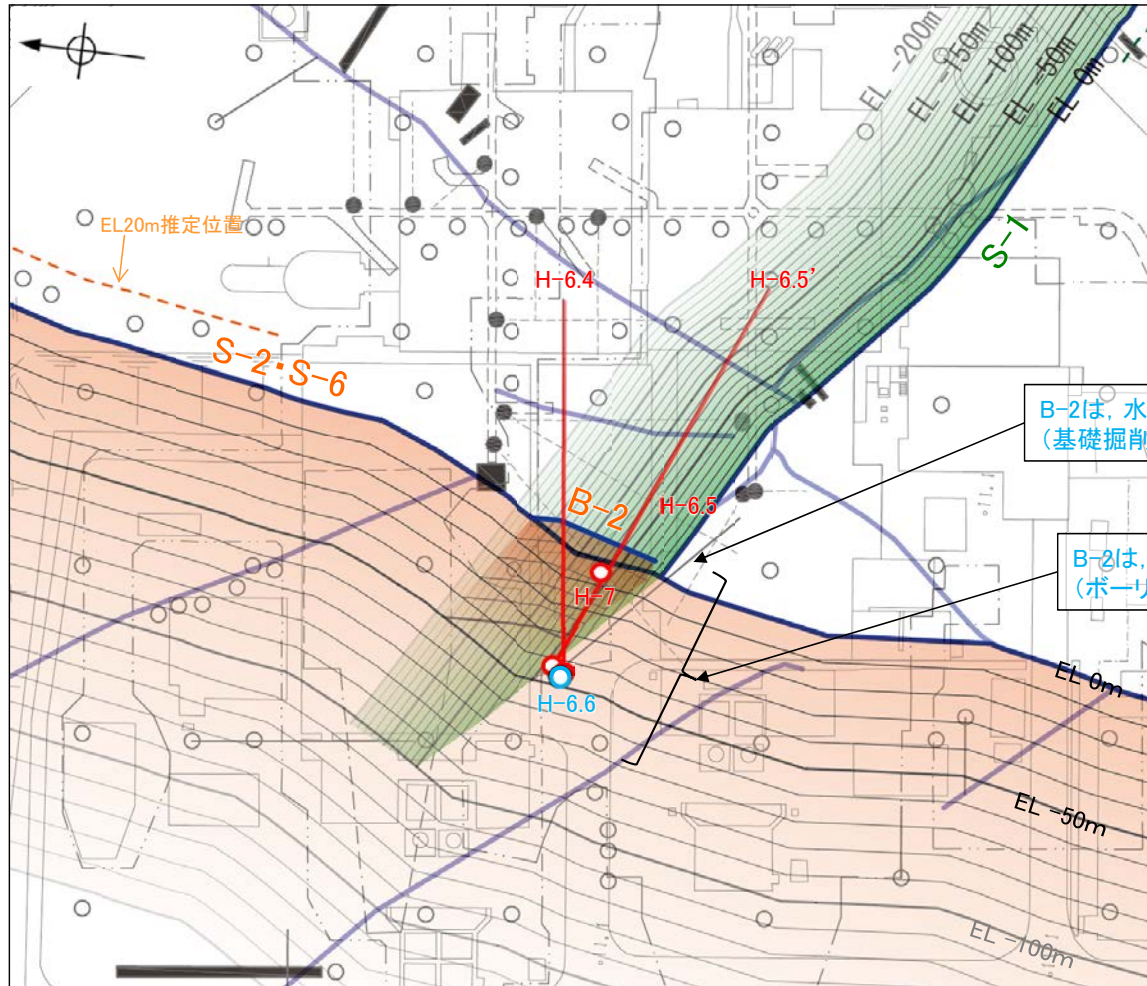 EL -200m
EL -150m
EL -100m
EL -50m
EL 0m
EL20m推定位置
H-6.4
H-6.5'
S-1
S-2・S-6
B-2は, 水
(基礎掘削
B-2
H-6.5
B-2は,
(ボーリ
H-7
H-6.6
EL 0m
EL -50m
EL -100m